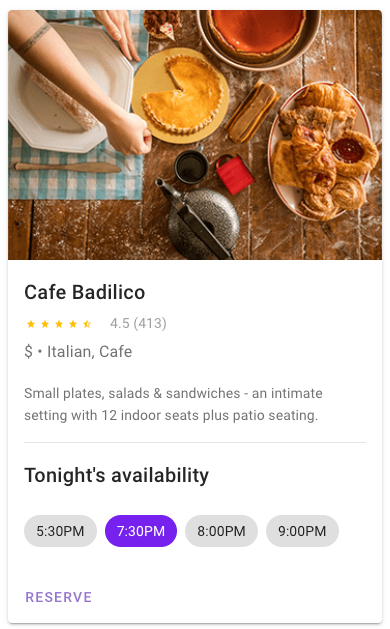 Cafe Badilico
4.5 (413)
$ • Italian, Cafe
Small plates, salads & sandwiches - an intimate
setting with 12 indoor seats plus patio seating.
Tonight's availability
5:30PM 7:30PM 8:00PM 9:00PM
RESERVE